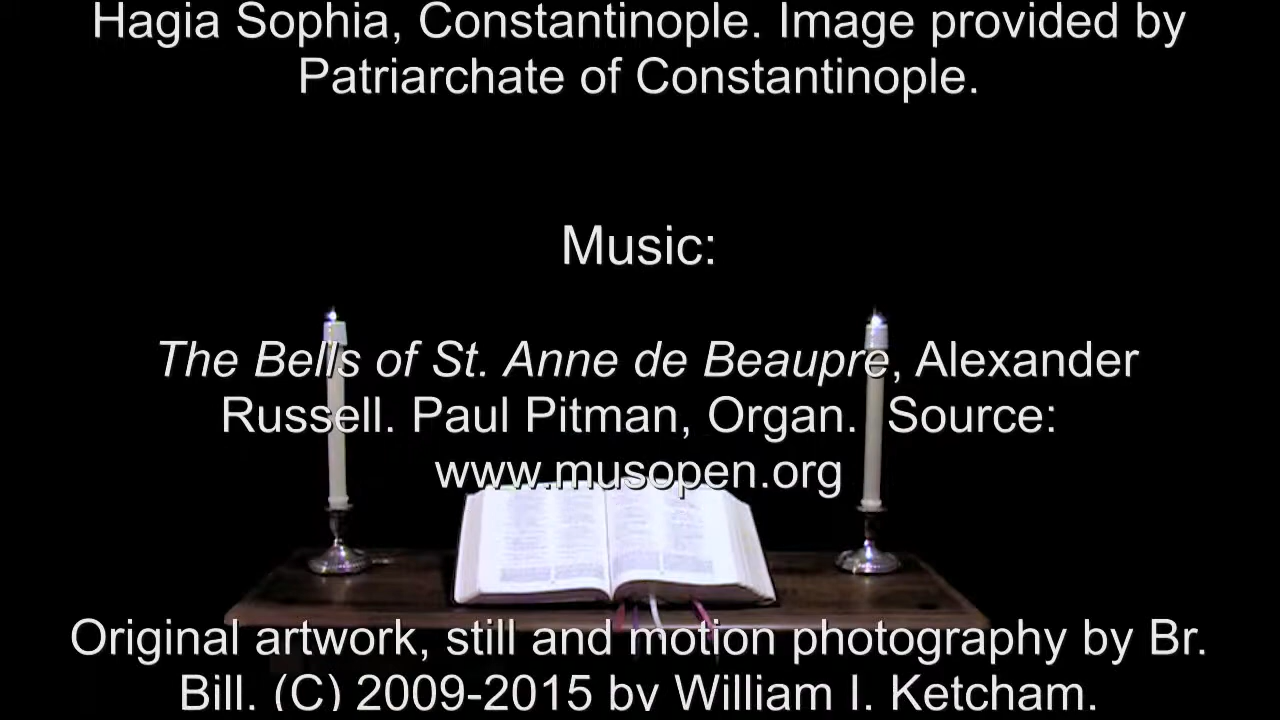 Hagia Sophia, Constantinople. Image provided by
Patriarchate of Constantinople.
Music:
The Bells of St. Anne de Beaupre, Alexander
Russell. Paul Pitman, Organ.  Source:
www.musopen.org
Original artwork, still and motion photography by Br.
Bill. (C) 2009-2015 by William J. Ketcham.